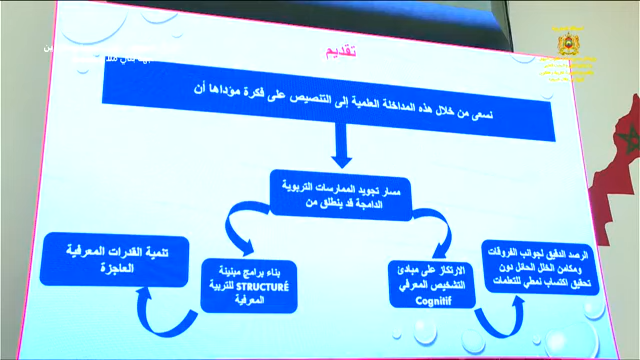 تقديم
نسعى من خلال هذه المداخلة العلمية إلى التنصيص على فكرة مؤداها أن
مسار تجويد الممارسات التربوية
الدامجة قد ينطلق من
الارتكاز على مبادئ
التشخيص المعرفي
Cognitif
الرصد الدقيق لجوانب الفروقات
ومكامن الخلل الحائل دون
تحقيق اكتساب نمطي للتعلمات
بناء برامج مبنينة
STRUCTURÉ للتربية
المعرفية
تنمية القدرات المعرفية
العاجزة